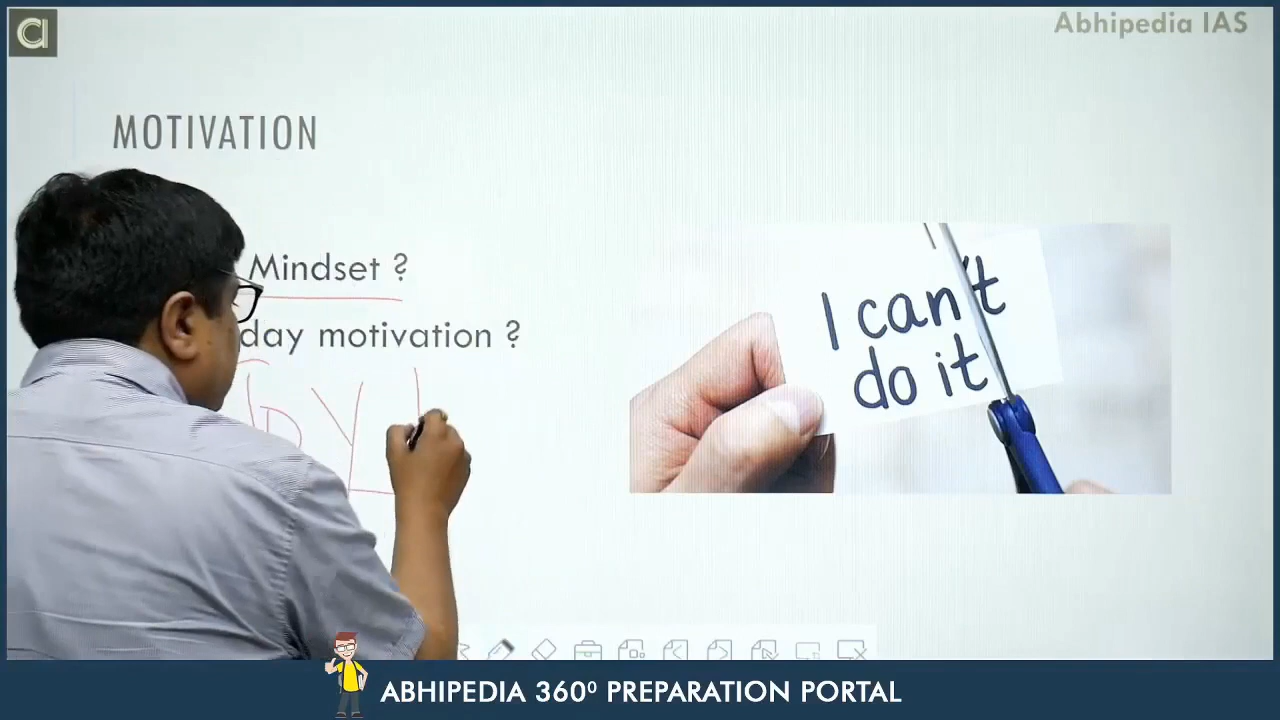 Abhipedia IAS
MOTIVATION
Mindset ?
day motivation ?
I can't
do it
ABHIPEDIA 360⁰ PREPARATION PORTAL